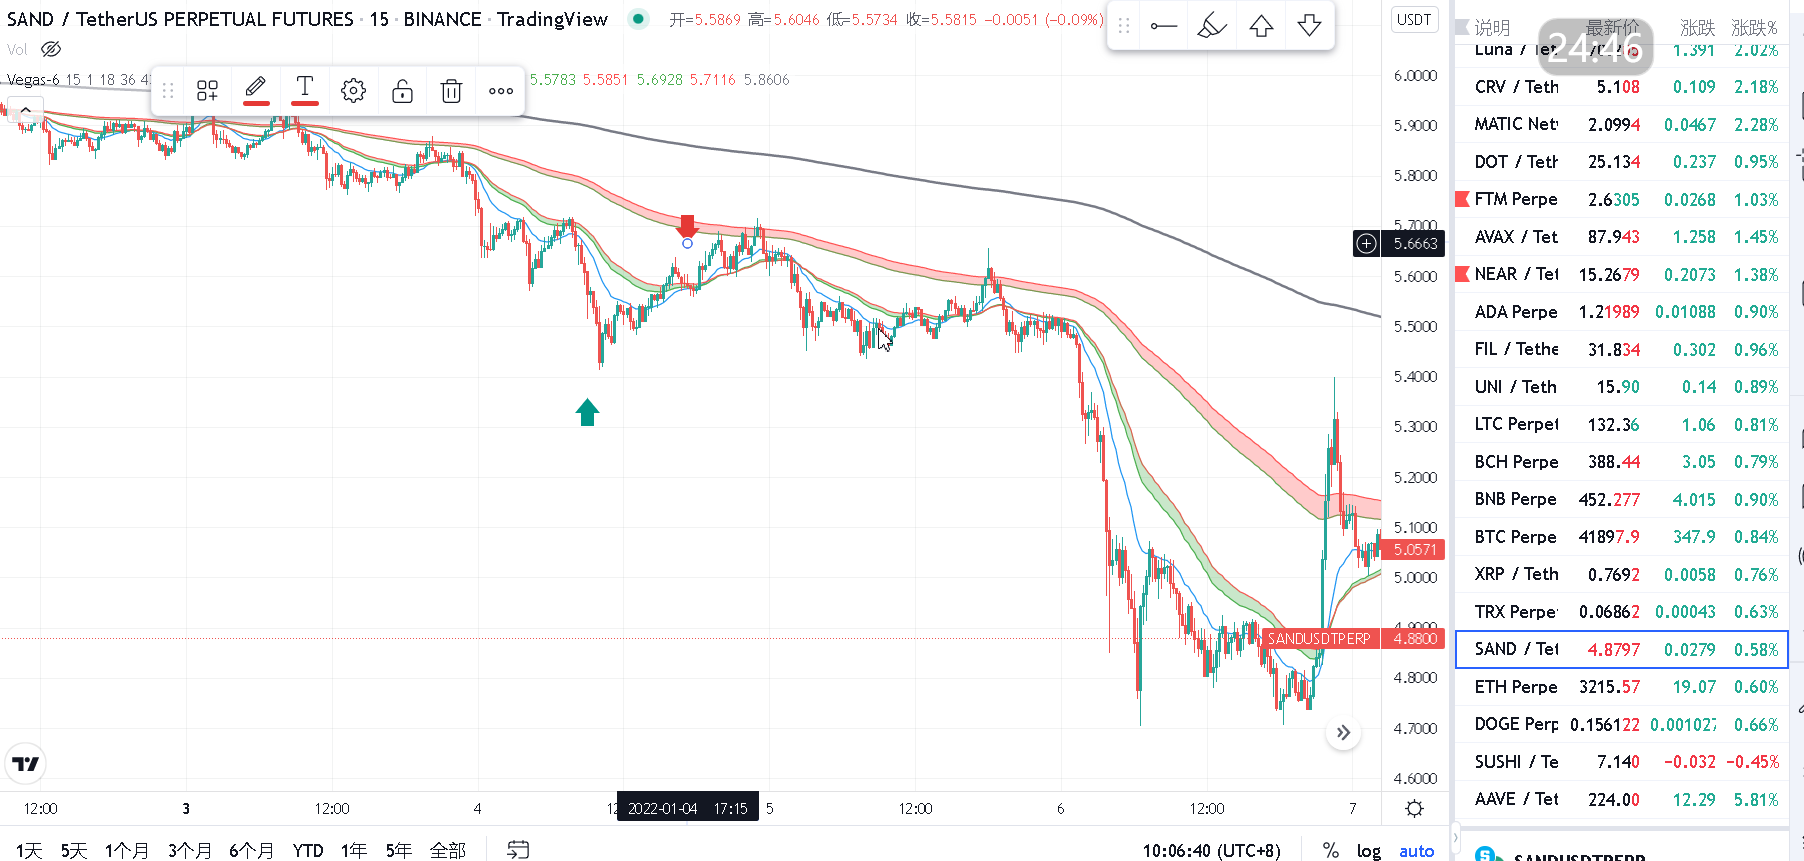 SAND / TetherUS PERPETUAL FUTURES · 15 · BINANCE · TradingView
开=5.5869 高=5.6046 低=5.5734 收=5.5815 −0.0051 (−0.09%)
Vol
Vegas-6 15 1 18 36
5.5783 5.5851 5.6928 5.7116 5.8606
USDT
6.0000
5.9000
5.8000
5.7000
5.6663
5.6000
5.5000
5.4000
5.3000
5.2000
5.1000
5.0571
5.0000
4.9000
SANDUSDTPERP 4.8800
4.8000
4.7000
4.6000
12:00 3 12:00 4 2022-01-04 17:15 5 12:00 6 12:00 7
1天 5天 1个月 3个月 6个月 YTD 1年 5年 全部
10:06:40 (UTC+8) % log auto
说明 最新价 涨跌 涨跌%
24:46
Luna / Tet 1.391 2.02%
CRV / Teth 5.108 0.109 2.18%
MATIC Net 2.0994 0.0467 2.28%
DOT / Teth 25.134 0.237 0.95%
FTM Perpe 2.6305 0.0268 1.03%
AVAX / Tet 87.943 1.258 1.45%
NEAR / Tet 15.2679 0.2073 1.38%
ADA Perpe 1.21989 0.01088 0.90%
FIL / Tethe 31.834 0.302 0.96%
UNI / Teth 15.90 0.14 0.89%
LTC Perpet 132.36 1.06 0.81%
BCH Perpe 388.44 3.05 0.79%
BNB Perpe 452.277 4.015 0.90%
BTC Perpe 41897.9 347.9 0.84%
XRP / Teth 0.7692 0.0058 0.76%
TRX Perpe 0.06862 0.00043 0.63%
SAND / Tet 4.8797 0.0279 0.58%
ETH Perpe 3215.57 19.07 0.60%
DOGE Perp 0.156122 0.001027 0.66%
SUSHI / Te 7.140 −0.032 −0.45%
AAVE / Tet 224.00 12.29 5.81%
SANDUSDTPERP